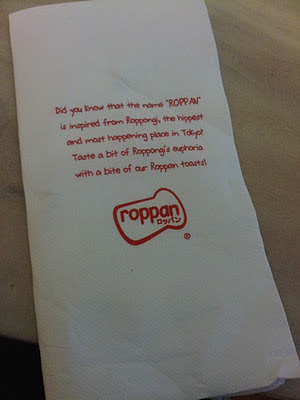 Did you know that the name "ROPPAN"
is inspired from Roppongi, the hippest
and most happening place in Tokyo?
Taste a bit of Roppongi's euphoria
with a bite of our Roppan toasts!
roppan
ロッパン
®